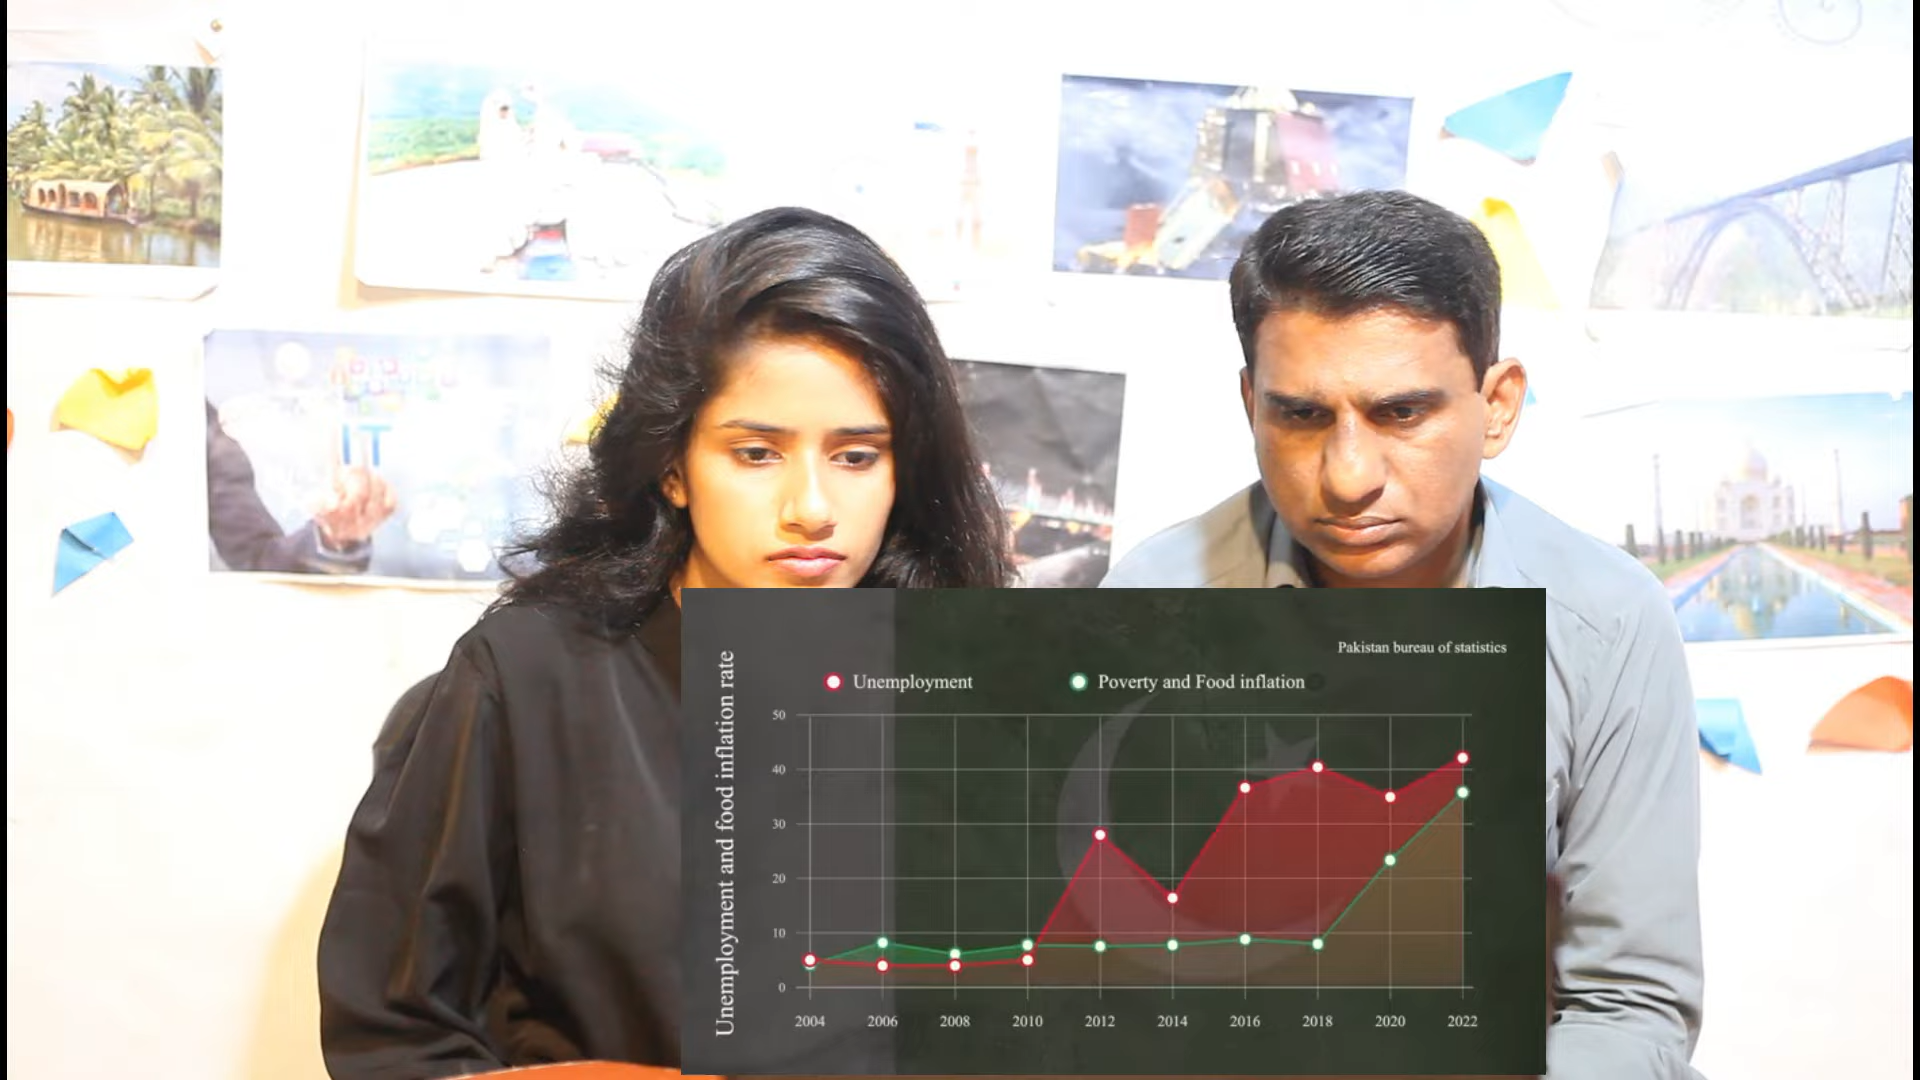 IT
Pakistan bureau of statistics
Unemployment
Poverty and Food inflation
Unemployment and food inflation rate
50
40
30
20
10
0
2004 2006 2008 2010 2012 2014 2016 2018 2020 2022